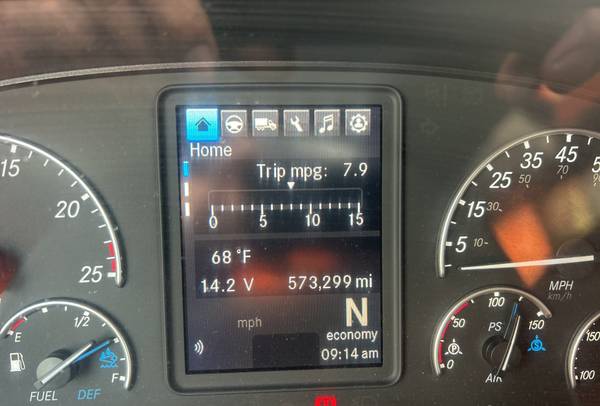 Home
Trip mpg: 7.9
0 5 10 15
68 °F
14.2 V 573,299 mi
N
mph
economy
09:14 am
15
20
25
E 1/2 F
FUEL DEF
5 15 25 35 45
10 30 50 70
MPH
km/h
0 50 100 150
P S
AIR
100